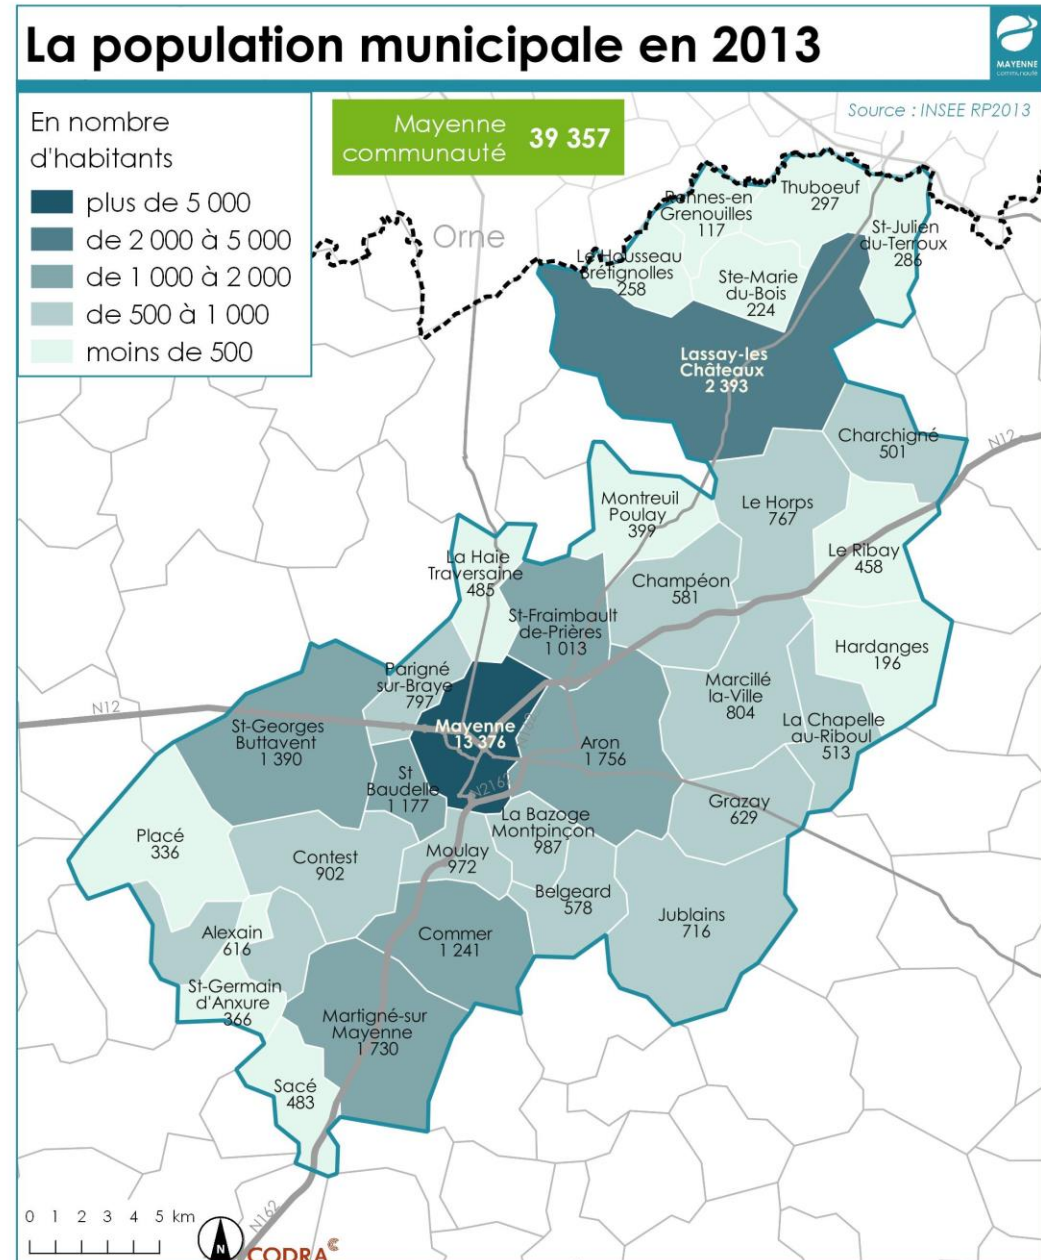 La population municipale en 2013
MAYENNE
communauté
En nombre
d'habitants
plus de 5 000
de 2 000 à 5 000
de 1 000 à 2 000
de 500 à 1 000
moins de 500
Mayenne
communauté
39 357
Source : INSEE RP2013
Orne
Rennes-en
Grenouilles
117
Thuboeuf
297
St-Julien
du-Terroux
286
Le Housseau
Brétignolles
258
Ste-Marie
du-Bois
224
Lassay-les
Châteaux
2 393
Charchigné
501
N12
Montreuil
Poulay
399
Le Horps
767
Le Ribay
458
La Haie
Traversaine
485
Champéon
581
St-Fraimbault
de-Prières
1 013
Hardanges
196
Parigné
sur-Braye
797
Marcillé
la-Ville
804
N12
St-Georges
Buttavent
1 390
Mayenne
13 376
La Chapelle
au-Riboul
513
Aron
1 756
St
Baudelle
1 177
N2162
Grazay
629
La Bazoge
Montpinçon
987
Placé
336
Contest
902
Moulay
972
Belgeard
578
Jublains
716
Alexain
616
Commer
1 241
St-Germain
d'Anxure
366
Martigné-sur
Mayenne
1 730
Sacé
483
0 1 2 3 4 5 km
N162
N
CODRA